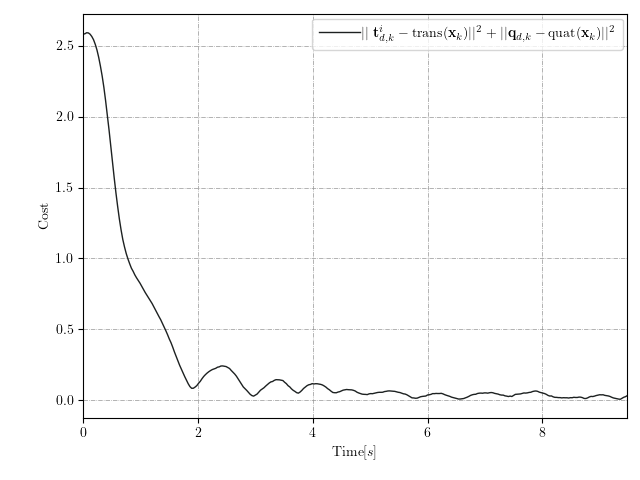 || t^i_{d,k} − trans(x_k)||² + ||q_{d,k} − quat(x_k)||²
2.5
2.0
1.5
1.0
0.5
0.0
Cost
0 2 4 6 8
Time[s]